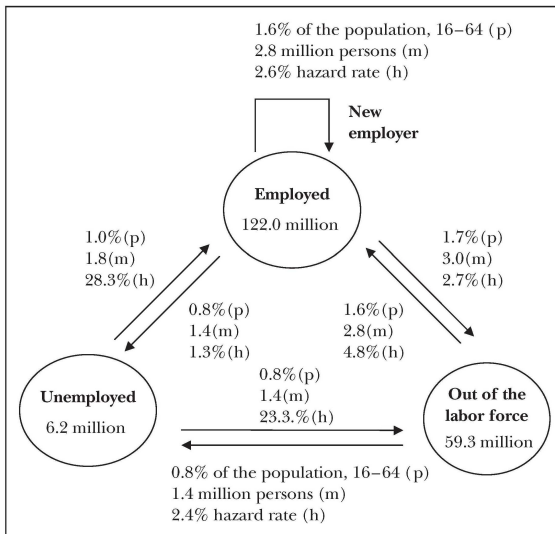 1.6% of the population, 16–64 (p)
2.8 million persons (m)
2.6% hazard rate (h)
New
employer
Employed
122.0 million
1.0%(p)
1.8(m)
28.3%(h)
1.7%(p)
3.0(m)
2.7%(h)
0.8%(p)
1.4(m)
1.3%(h)
1.6%(p)
2.8(m)
4.8%(h)
Unemployed
6.2 million
0.8%(p)
1.4(m)
23.3.%(h)
Out of the
labor force
59.3 million
0.8% of the population, 16–64 (p)
1.4 million persons (m)
2.4% hazard rate (h)